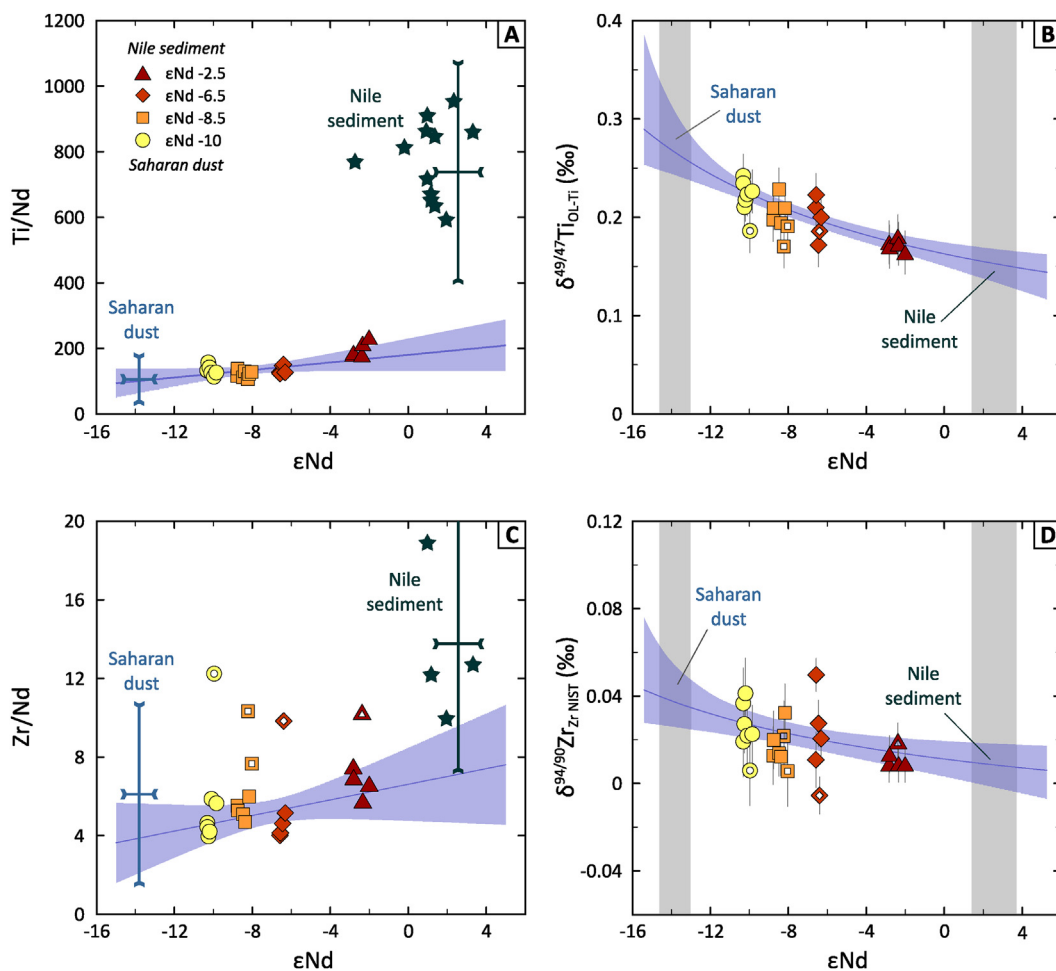 A
Nile sediment
εNd -2.5
εNd -6.5
εNd -8.5
εNd -10
Saharan dust
Nile
sediment
Saharan
dust
Ti/Nd
1200
1000
800
600
400
200
0
-16
-12
-8
-4
0
4
εNd
B
Saharan
dust
Nile
sediment
δ49/47TiOL-Ti (‰)
0.4
0.3
0.2
0.1
0
-16
-12
-8
-4
0
4
εNd
C
Nile
sediment
Saharan
dust
Zr/Nd
20
16
12
8
4
0
-16
-12
-8
-4
0
4
εNd
D
Saharan
dust
Nile
sediment
δ94/90ZrZr NIST (‰)
0.12
0.08
0.04
0
-0.04
-16
-12
-8
-4
0
4
εNd